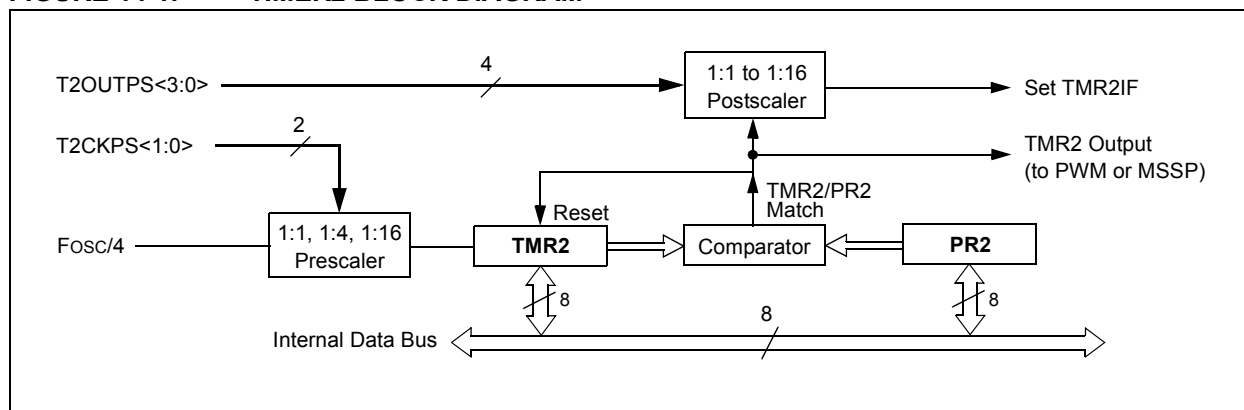 4
1:1 to 1:16
Postscaler
T2OUTPS<3:0>
Set TMR2IF
2
T2CKPS<1:0>
TMR2 Output
(to PWM or MSSP)
TMR2/PR2
Match
Reset
1:1, 1:4, 1:16
Prescaler
FOSC/4
TMR2
Comparator
PR2
8
8
8
Internal Data Bus